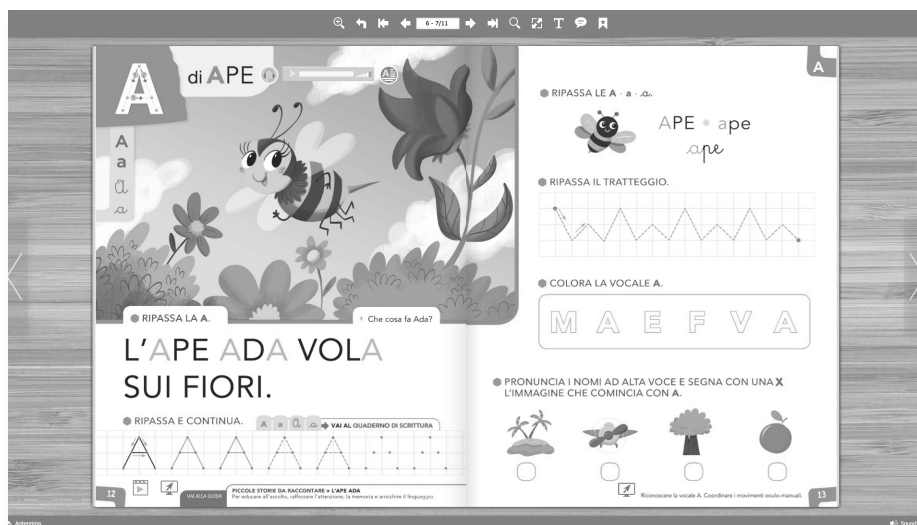 6 - 7/11
A
di APE
A
a
a
a
RIPASSA LA A.
Che cosa fa Ada?
L'APE ADA VOLA
SUI FIORI.
RIPASSA E CONTINUA.
A a a a VAI AL QUADERNO DI SCRITTURA
A A A A A
VAI ALLA GUIDA
PICCOLE STORIE DA RACCONTARE • L'APE ADA
Per educare all'ascolto, rafforzare l'attenzione, la memoria e arricchire il linguaggio.
12
A
RIPASSA LE A - a - a.
APE • ape
ape
RIPASSA IL TRATTEGGIO.
COLORA LA VOCALE A.
M A E F V A
PRONUNCIA I NOMI AD ALTA VOCE E SEGNA CON UNA X
L'IMMAGINE CHE COMINCIA CON A.
Riconoscere la vocale A. Coordinare i movimenti oculo-manuali.
13
Anteprima
Sound